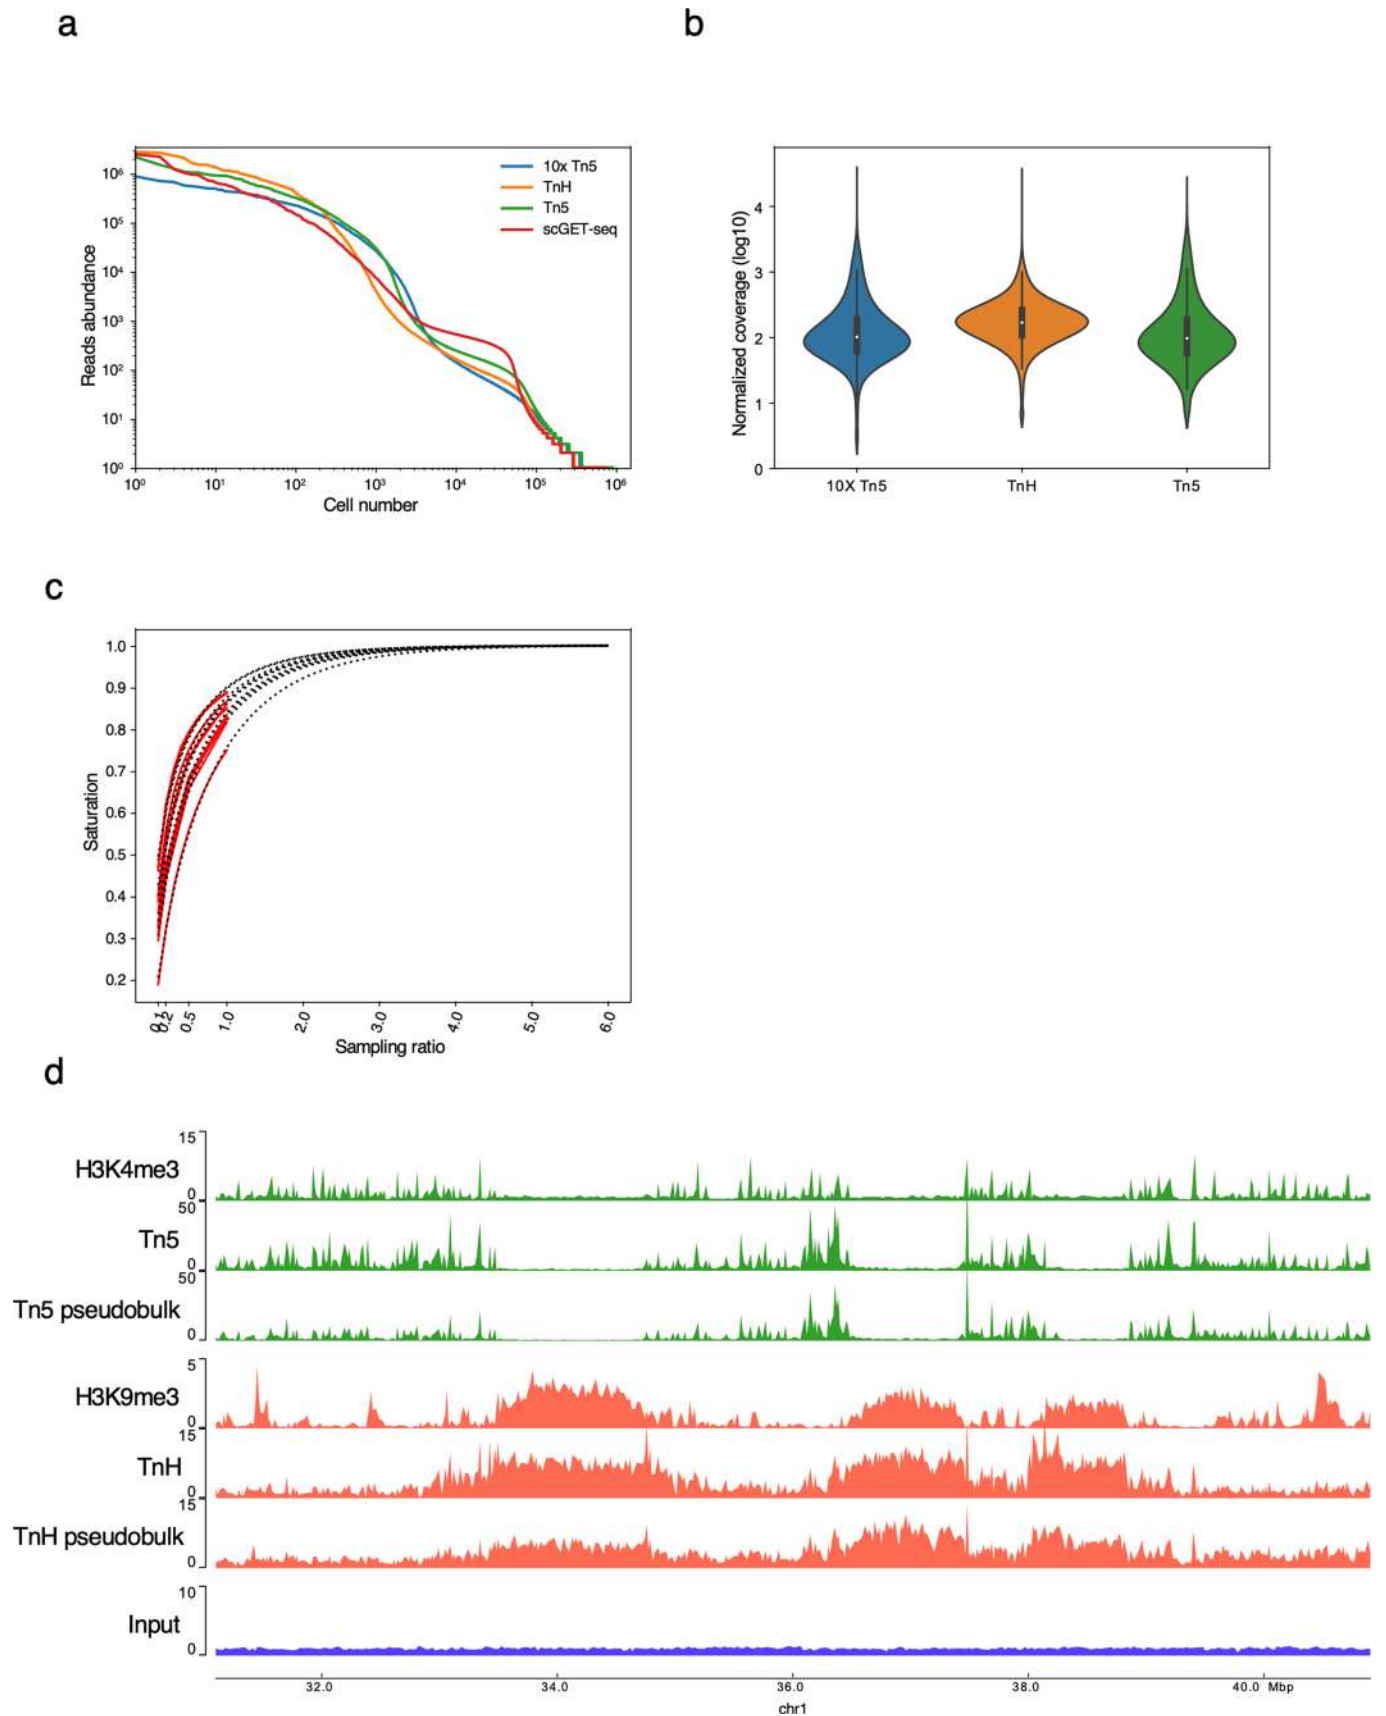 a
b
10x Tn5
TnH
Tn5
scGET-seq
10⁶
10⁵
10⁴
10³
10²
10¹
10⁰
Reads abundance
10⁰ 10¹ 10² 10³ 10⁴ 10⁵ 10⁶
Cell number
4
3
2
1
0
Normalized coverage (log10)
10X Tn5 TnH Tn5
c
1.0
0.9
0.8
0.7
0.6
0.5
0.4
0.3
0.2
Saturation
0.1 0.2 0.5 1.0 2.0 3.0 4.0 5.0 6.0
Sampling ratio
d
15
H3K4me3
0
50
Tn5
0
50
Tn5 pseudobulk
0
5
H3K9me3
0
15
TnH
0
15
TnH pseudobulk
0
10
Input
0
32.0 34.0 36.0 38.0 40.0 Mbp
chr1